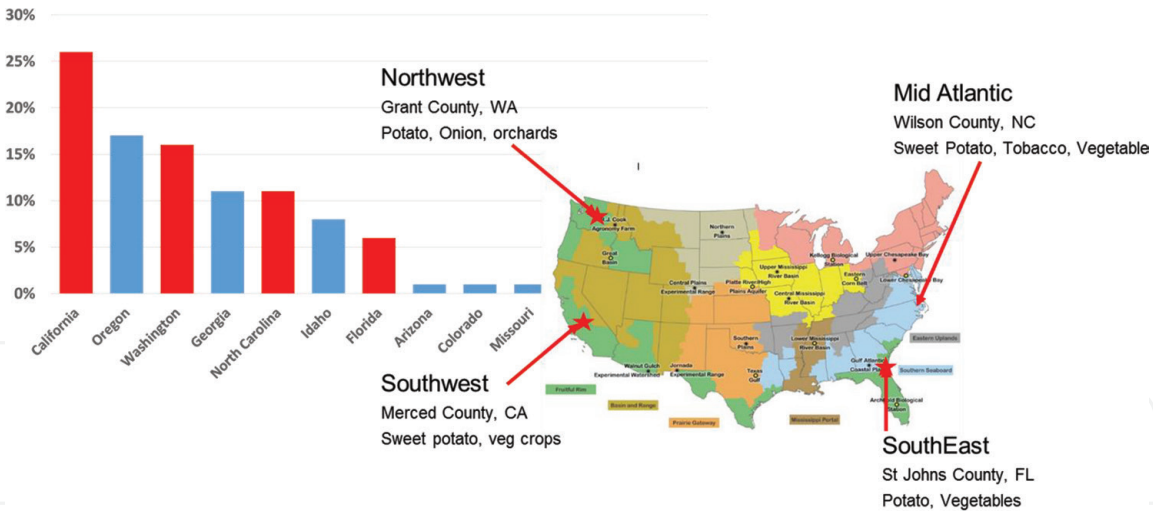 30%
25%
20%
15%
10%
5%
0%
California
Oregon
Washington
Georgia
North Carolina
Idaho
Florida
Arizona
Colorado
Missouri
Northwest
Grant County, WA
Potato, Onion, orchards
Mid Atlantic
Wilson County, NC
Sweet Potato, Tobacco, Vegetable
Southwest
Merced County, CA
Sweet potato, veg crops
SouthEast
St Johns County, FL
Potato, Vegetables
J. Cook
Agronomy Farm
Great
Basin
Northern
Plains
Central Plains
Experimental Range
Platte River/High
Plains Aquifer
Upper Mississippi
River Basin
Central Mississippi
River Basin
Kellogg Biological
Station
Eastern
Corn Belt
Upper Chesapeake Bay
Lower Chesapeake Bay
Walnut Gulch
Experimental Watershed
Jornada
Experimental Range
Southern
Plains
Texas
Gulf
Lower Mississippi
River Basin
Gulf Atlantic
Coastal
Biological
Station
Fruitful Rim
Basin and Range
Prairie Gateway
Mississippi Portal
Eastern Uplands
Southern Seaboard